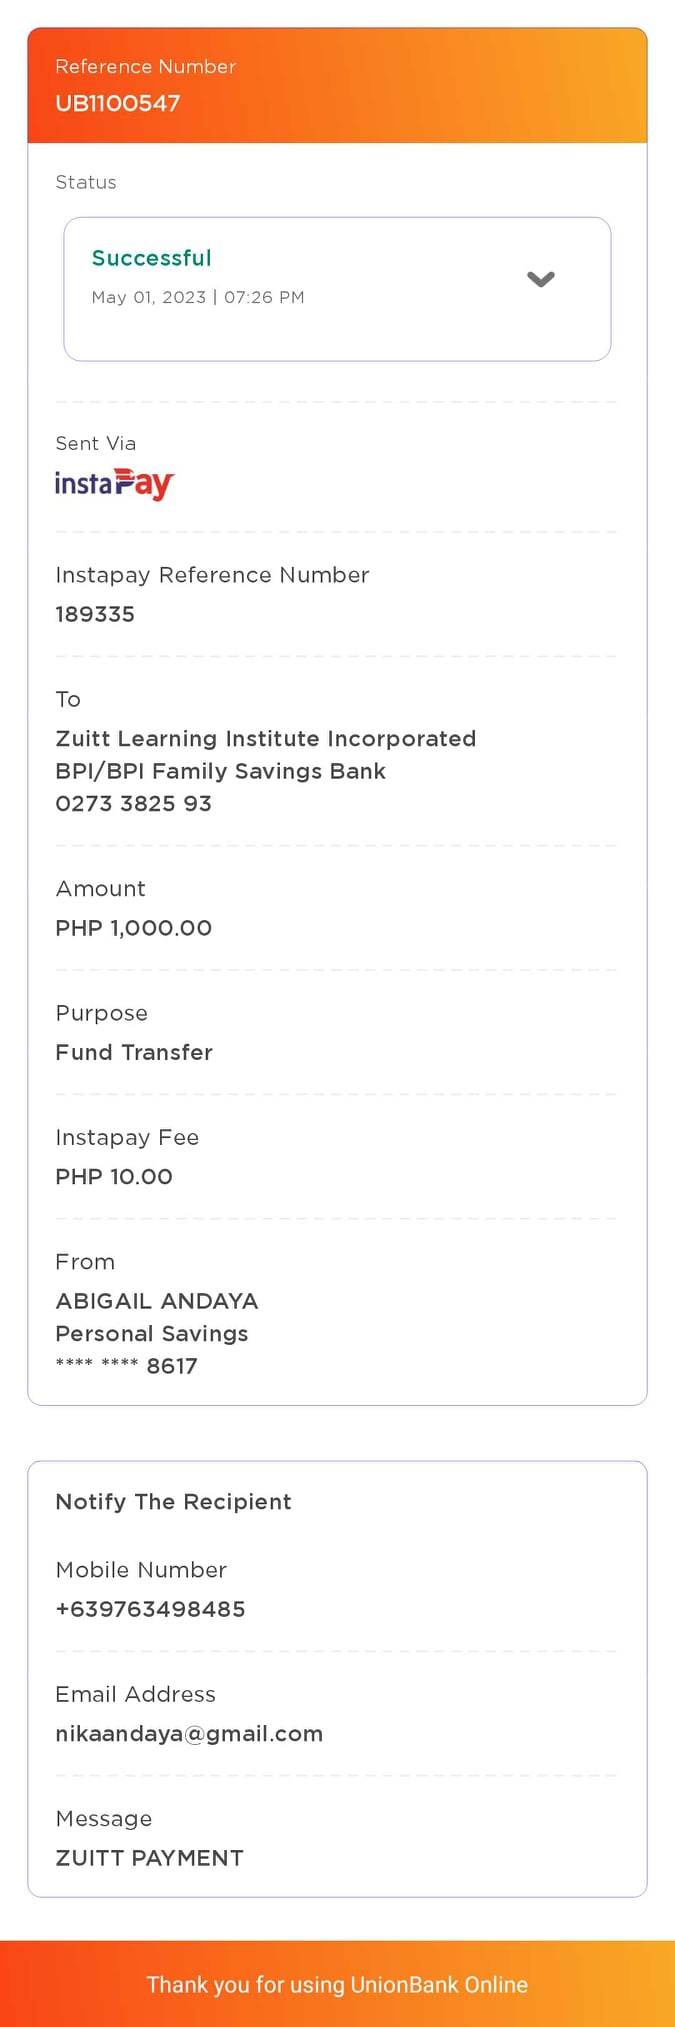 Reference Number
UB1100547
Status
Successful
May 01, 2023 | 07:26 PM
Sent Via
instaPay
Instapay Reference Number
189335
To
Zuitt Learning Institute Incorporated
BPI/BPI Family Savings Bank
0273 3825 93
Amount
PHP 1,000.00
Purpose
Fund Transfer
Instapay Fee
PHP 10.00
From
ABIGAIL ANDAYA
Personal Savings
**** **** 8617
Notify The Recipient
Mobile Number
+639763498485
Email Address
nikaandaya@gmail.com
Message
ZUITT PAYMENT
Thank you for using UnionBank Online